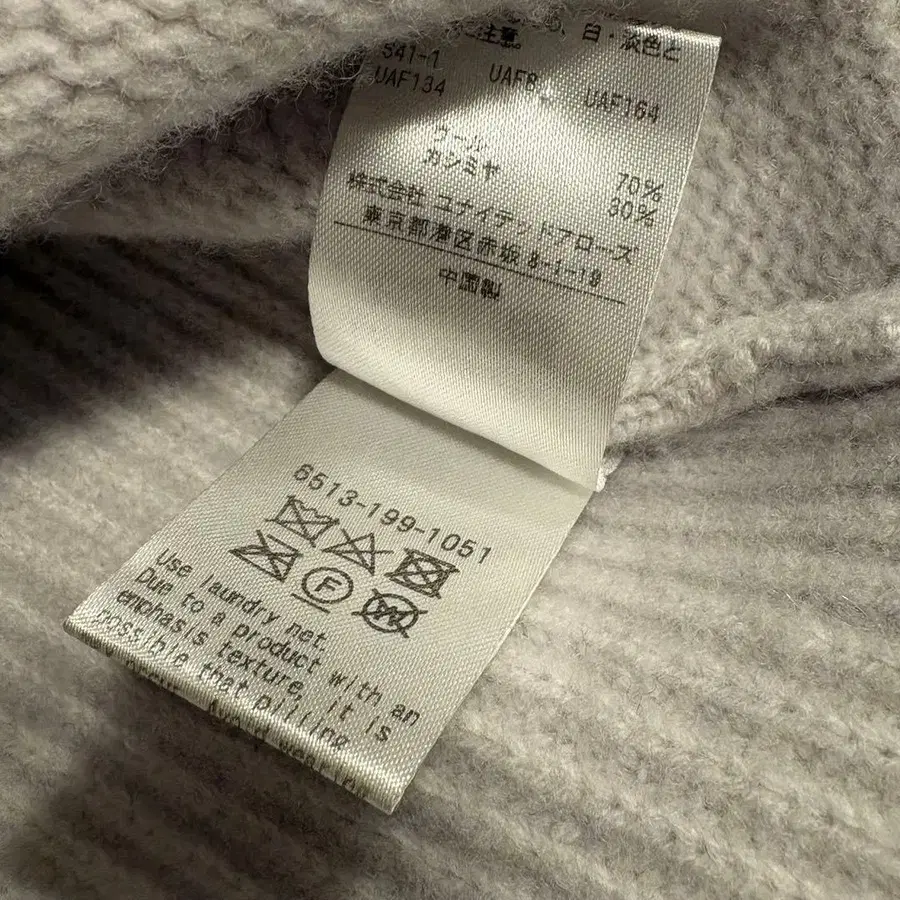 白・淡色と
注意
S41-1
UAF134 UAF8 UAF164
ウール 70%
カシミヤ 30%
株式会社 ユナイテッドアローズ
東京都港区赤坂 8-1-19
中国製
6513-199-1051
F
W
Use laundry net.
Due to a product with an
emphasis texture, it is
possible that pilling